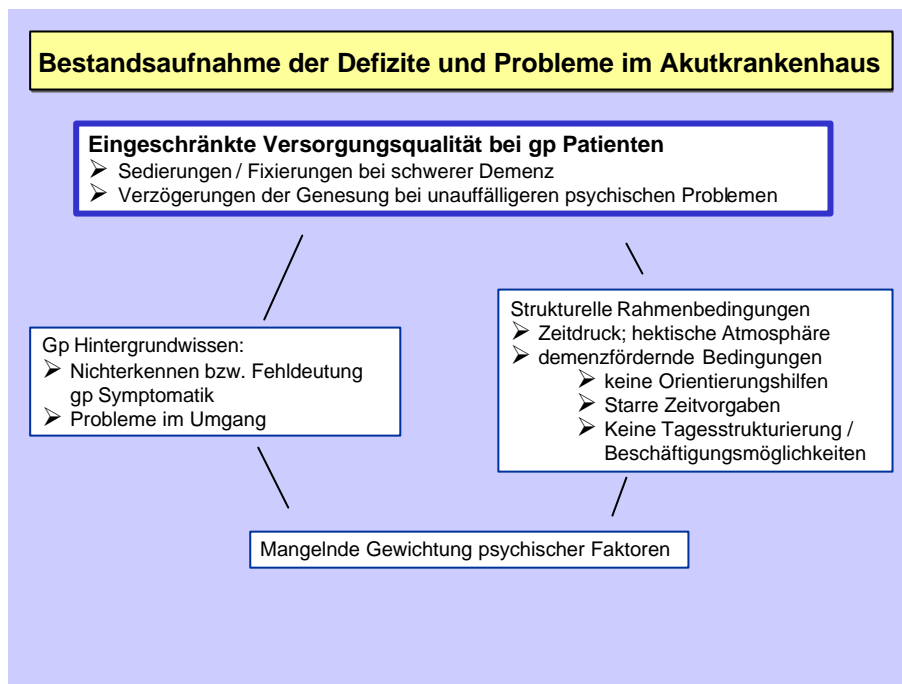 Bestandsaufnahme der Defizite und Probleme im Akutkrankenhaus
Eingeschränkte Versorgungsqualität bei gp Patienten
➢ Sedierungen / Fixierungen bei schwerer Demenz
➢ Verzögerungen der Genesung bei unauffälligeren psychischen Problemen
Gp Hintergrundwissen:
➢ Nichterkennen bzw. Fehldeutung
gp Symptomatik
➢ Probleme im Umgang
Strukturelle Rahmenbedingungen
➢ Zeitdruck; hektische Atmosphäre
➢ demenzfördernde Bedingungen
➢ keine Orientierungshilfen
➢ Starre Zeitvorgaben
➢ Keine Tagesstrukturierung /
Beschäftigungsmöglichkeiten
Mangelnde Gewichtung psychischer Faktoren